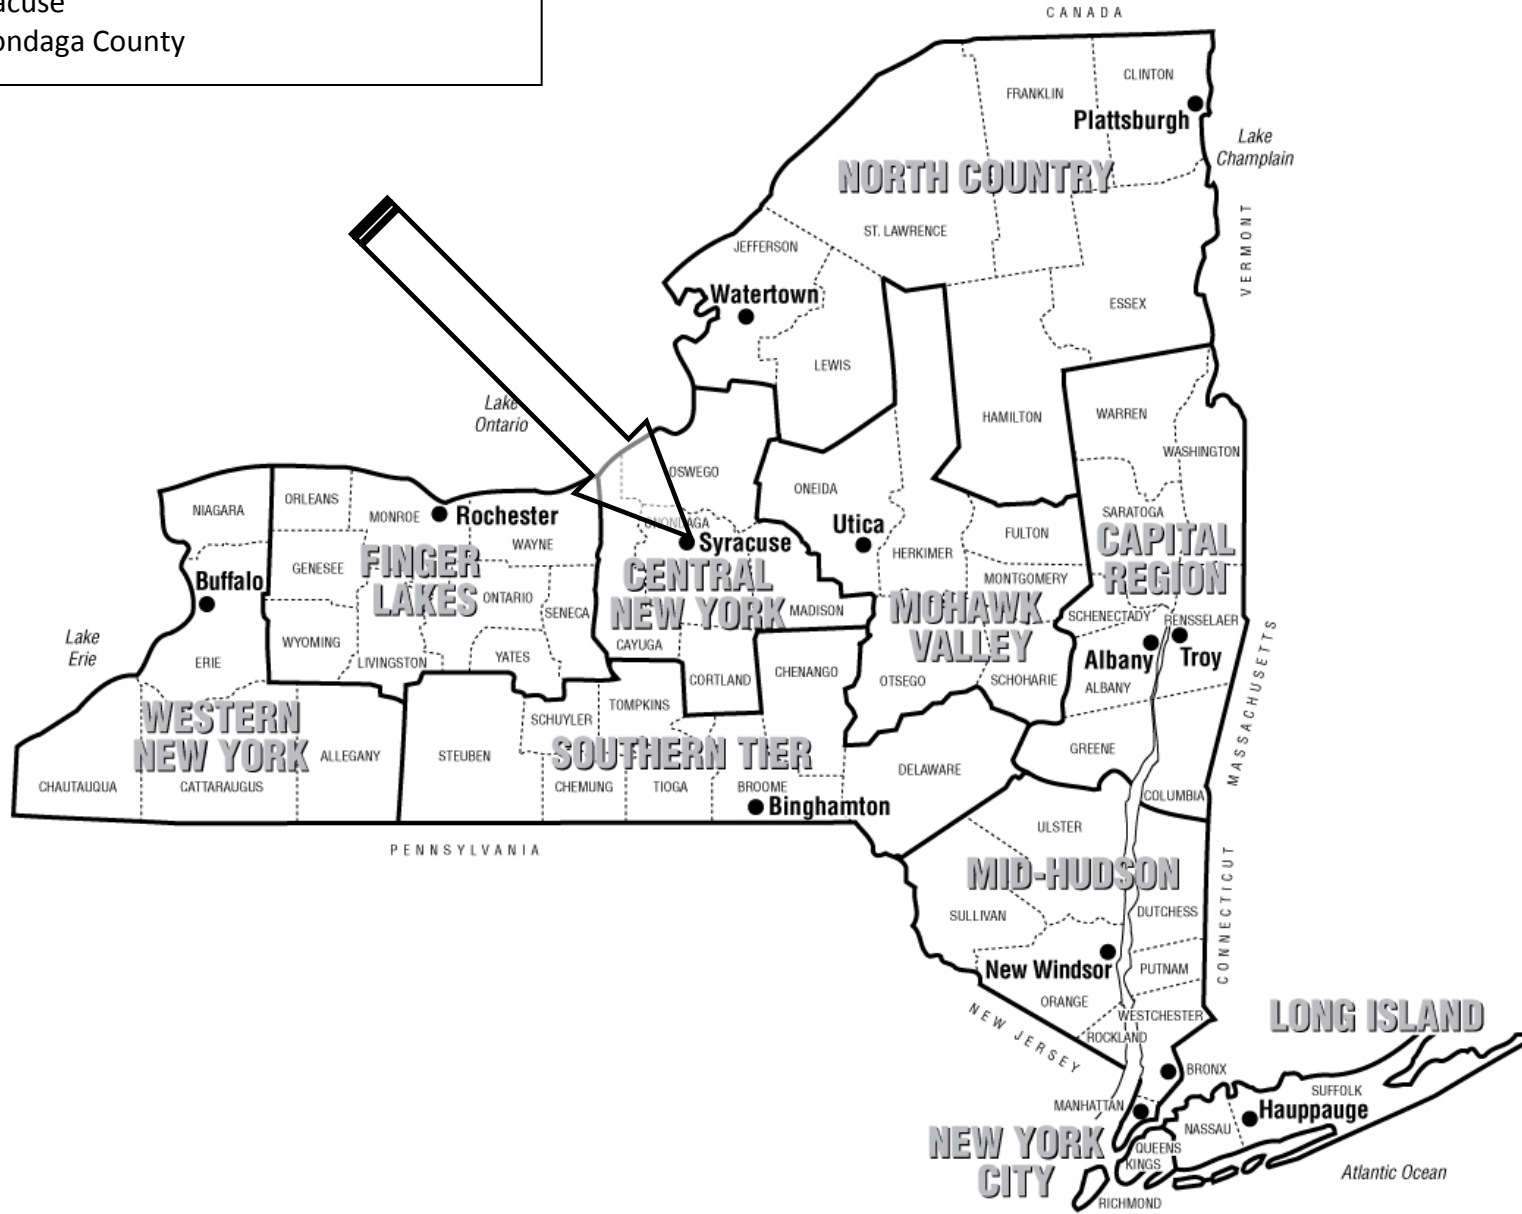 acuse
ondaga County
CANADA
CLINTON
FRANKLIN
Plattsburgh
Lake
Champlain
NORTH COUNTRY
VERMONT
ST. LAWRENCE
JEFFERSON
Watertown
ESSEX
LEWIS
Lake
Ontario
HAMILTON
WARREN
WASHINGTON
OSWEGO
ONEIDA
NIAGARA
ORLEANS
MONROE
Rochester
SARATOGA
ONONDAGA
Utica
FULTON
CAPITAL
REGION
WAYNE
Syracuse
HERKIMER
FINGER
LAKES
GENESEE
Buffalo
CENTRAL
NEW YORK
MONTGOMERY
ONTARIO
SENECA
MADISON
MOHAWK
VALLEY
SCHENECTADY
RENSSELAER
Lake
Erie
WYOMING
CAYUGA
ERIE
LIVINGSTON
YATES
Albany
Troy
MASSACHUSETTS
CHENANGO
CORTLAND
OTSEGO
SCHOHARIE
ALBANY
TOMPKINS
WESTERN
NEW YORK
SCHUYLER
SOUTHERN TIER
ALLEGANY
STEUBEN
GREENE
DELAWARE
CHAUTAUQUA
CATTARAUGUS
CHEMUNG
TIOGA
BROOME
Binghamton
COLUMBIA
ULSTER
PENNSYLVANIA
MID-HUDSON
CONNECTICUT
SULLIVAN
DUTCHESS
New Windsor
PUTNAM
ORANGE
NEW JERSEY
WESTCHESTER
ROCKLAND
LONG ISLAND
BRONX
SUFFOLK
MANHATTAN
Hauppauge
NASSAU
NEW YORK
CITY
QUEENS
KINGS
Atlantic Ocean
RICHMOND